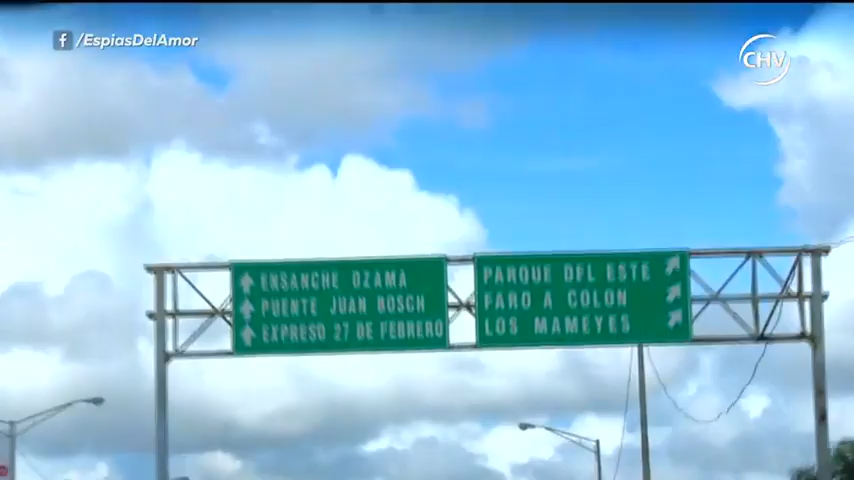 f /EspiasDelAmor
CHV
ENSANCHE OZAMA
PUENTE JUAN BOSCH
EXPRESO 27 DE FEBRERO
PARQUE DEL ESTE
FARO A COLON
LOS MAMEYES